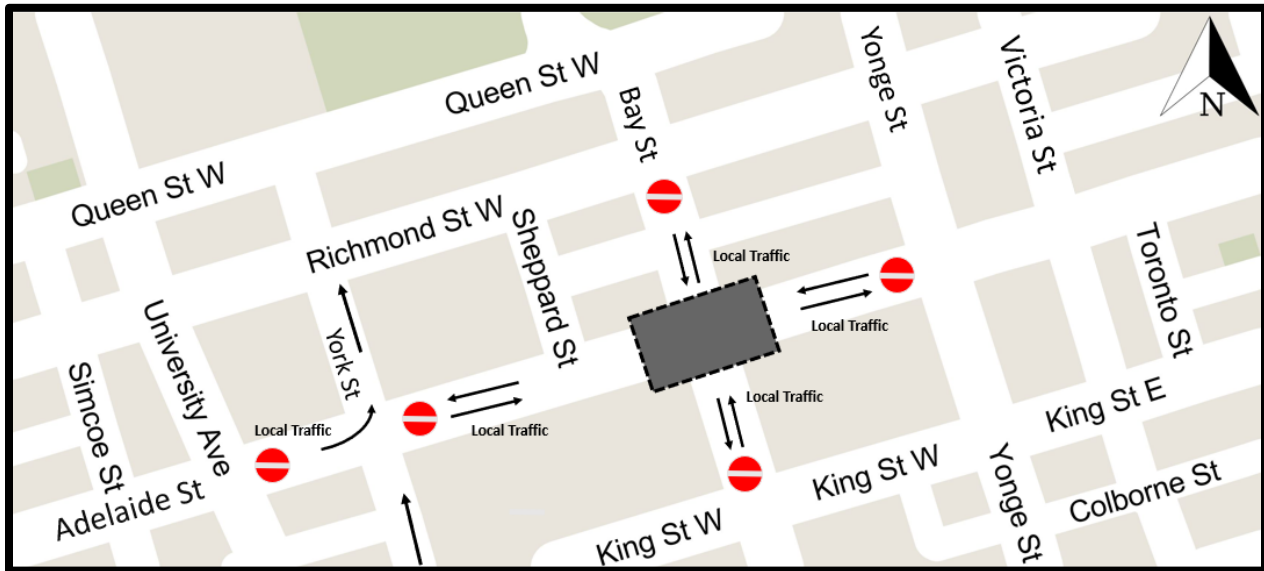 Queen St W
Bay St
Yonge St
Victoria St
N
Queen St W
Richmond St W
Sheppard St
Local Traffic
Toronto St
University Ave
York St
Local Traffic
Simcoe St
Local Traffic
King St E
Local Traffic
Local Traffic
Adelaide St
King St W
Yonge St
Colborne St
King St W